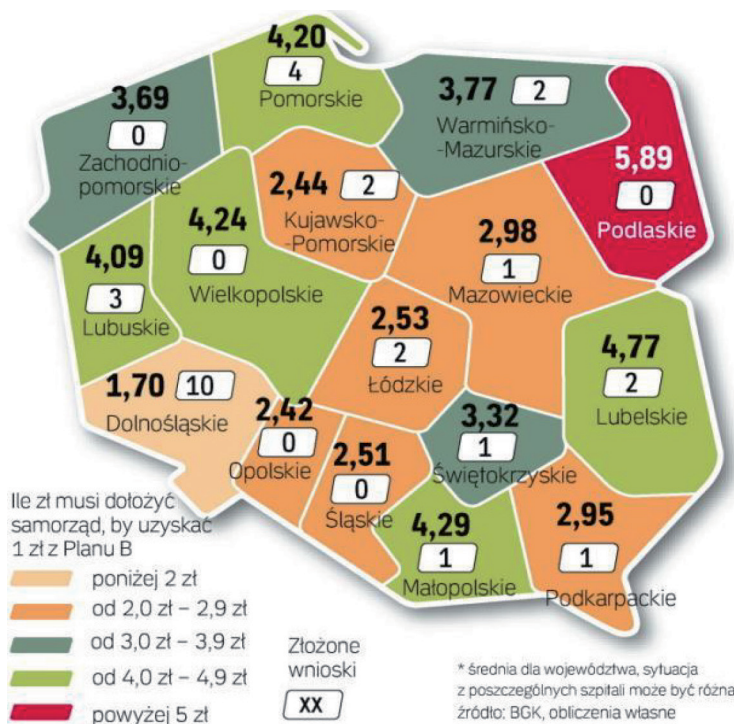 4,20
4
Pomorskie
3,69
0
Zachodnio-
pomorskie
3,77 2
Warmińsko-
-Mazurskie
5,89
0
Podlaskie
2,44 2
Kujawsko-
-Pomorskie
4,24
0
Wielkopolskie
2,98
1
Mazowieckie
4,09
3
Lubuskie
2,53
2
Łódzkie
4,77
2
Lubelskie
1,70 10
Dolnośląskie
2,42
0
Opolskie
2,51
0
Śląskie
3,32
1
Świętokrzyskie
4,29
1
Małopolskie
2,95
1
Podkarpackie
Ile zł musi dołożyć
samorząd, by uzyskać
1 zł z Planu B
poniżej 2 zł
od 2,0 zł – 2,9 zł
od 3,0 zł – 3,9 zł
od 4,0 zł – 4,9 zł
powyżej 5 zł
Złożone
wnioski
XX
* średnia dla województwa, sytuacja
z poszczególnych szpitali może być różna
źródło: BGK, obliczenia własne